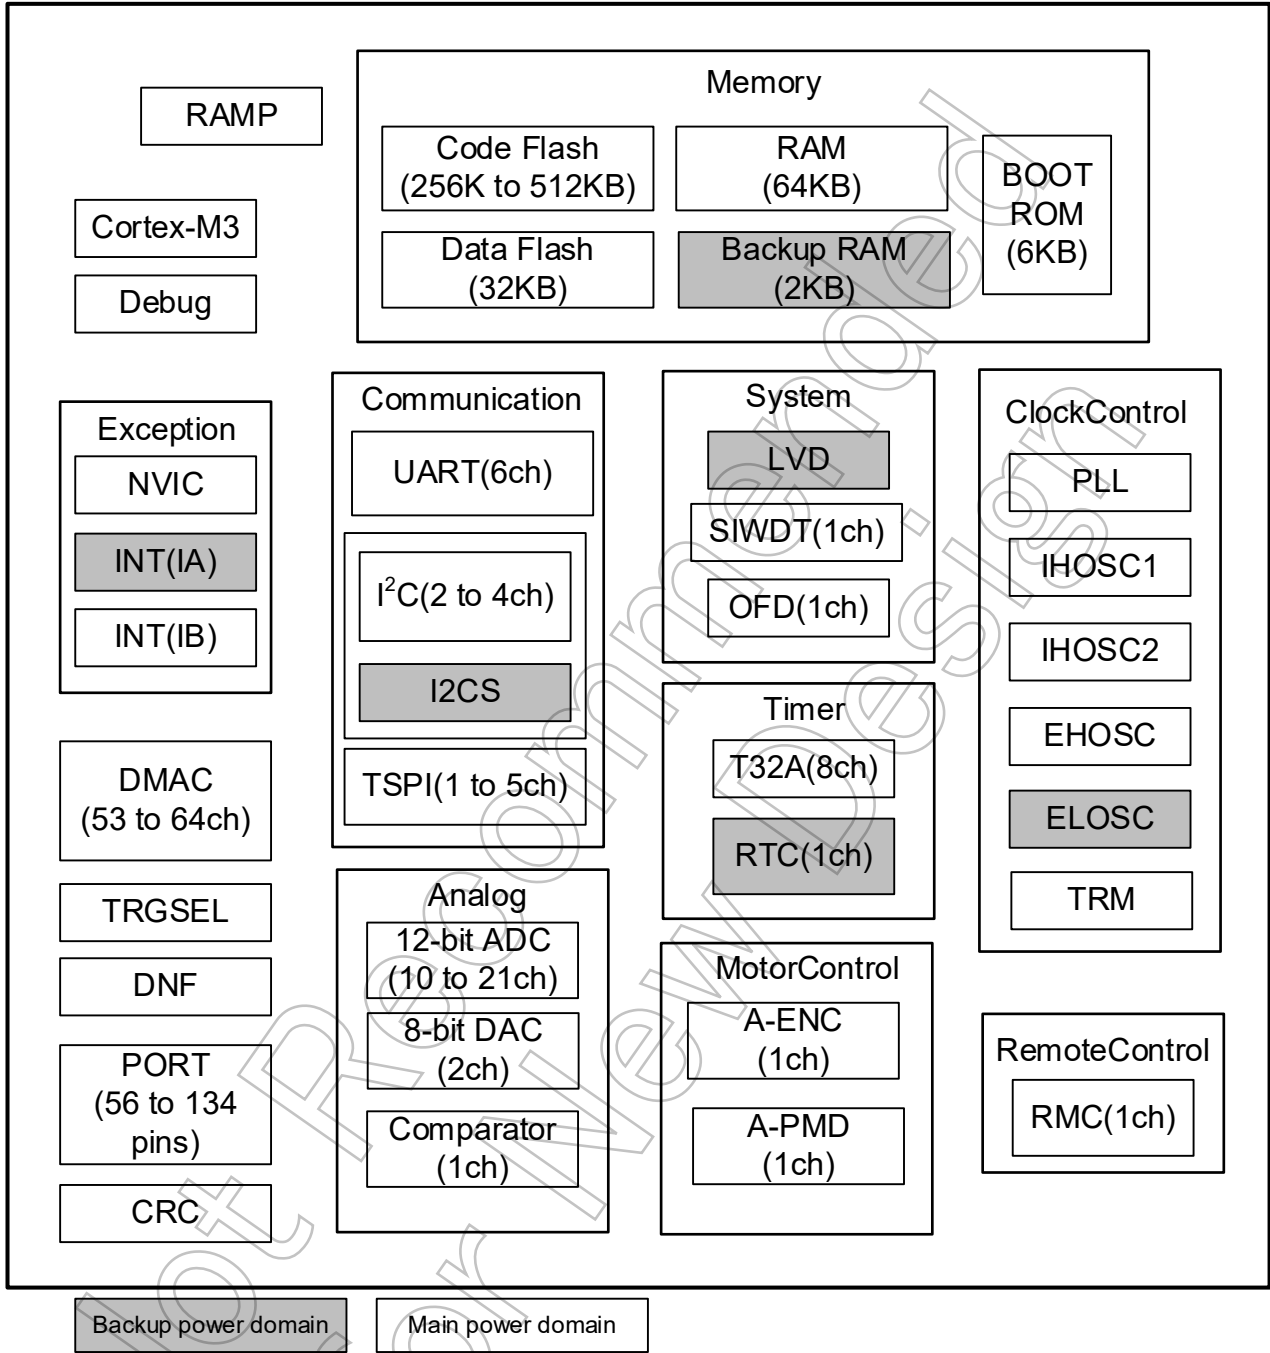 RAMP
Memory
Code Flash
(256K to 512KB)
RAM
(64KB)
BOOT
ROM
(6KB)
Data Flash
(32KB)
Backup RAM
(2KB)
Cortex-M3
Debug
Exception
NVIC
INT(IA)
INT(IB)
Communication
UART(6ch)
I²C(2 to 4ch)
I2CS
TSPI(1 to 5ch)
System
LVD
SIWDT(1ch)
OFD(1ch)
Timer
T32A(8ch)
RTC(1ch)
ClockControl
PLL
IHOSC1
IHOSC2
EHOSC
ELOSC
TRM
DMAC
(53 to 64ch)
TRGSEL
DNF
PORT
(56 to 134
pins)
CRC
Analog
12-bit ADC
(10 to 21ch)
8-bit DAC
(2ch)
Comparator
(1ch)
MotorControl
A-ENC
(1ch)
A-PMD
(1ch)
RemoteControl
RMC(1ch)
Backup power domain
Main power domain
Not Recommended
for New Design